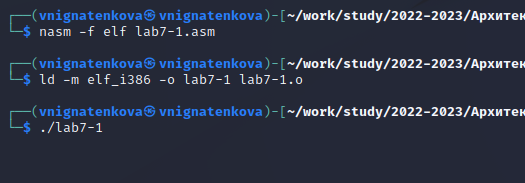 ┌──(vnignatenkova㉿vnignatenkova)-[~/work/study/2022-2023/Архитек
└─$ nasm -f elf lab7-1.asm
┌──(vnignatenkova㉿vnignatenkova)-[~/work/study/2022-2023/Архитек
└─$ ld -m elf_i386 -o lab7-1 lab7-1.o
┌──(vnignatenkova㉿vnignatenkova)-[~/work/study/2022-2023/Архитек
└─$ ./lab7-1